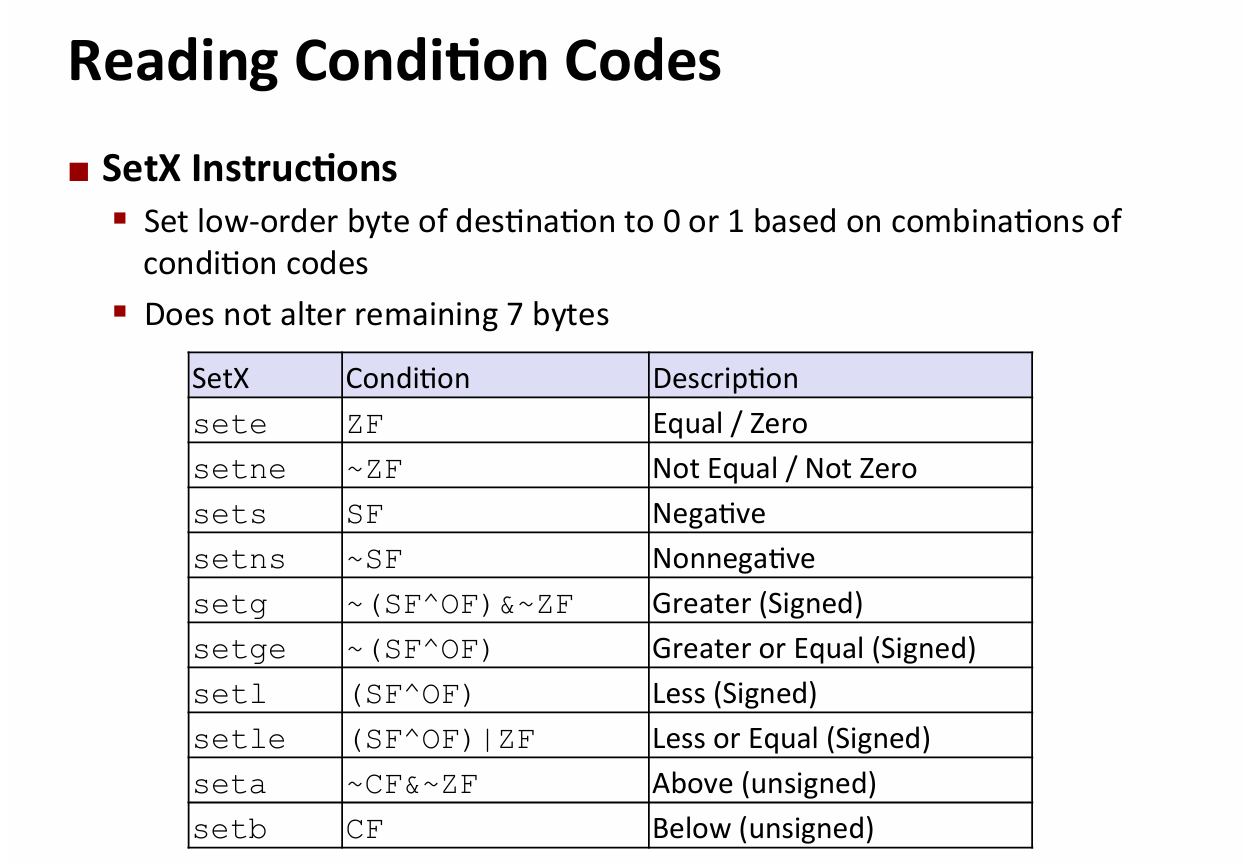 Reading Condition Codes
SetX Instructions
Set low-order byte of destination to 0 or 1 based on combinations of
condition codes
Does not alter remaining 7 bytes
SetX Condition Description
sete ZF Equal / Zero
setne ~ZF Not Equal / Not Zero
sets SF Negative
setns ~SF Nonnegative
setg ~(SF^OF)&~ZF Greater (Signed)
setge ~(SF^OF) Greater or Equal (Signed)
setl (SF^OF) Less (Signed)
setle (SF^OF)|ZF Less or Equal (Signed)
seta ~CF&~ZF Above (unsigned)
setb CF Below (unsigned)